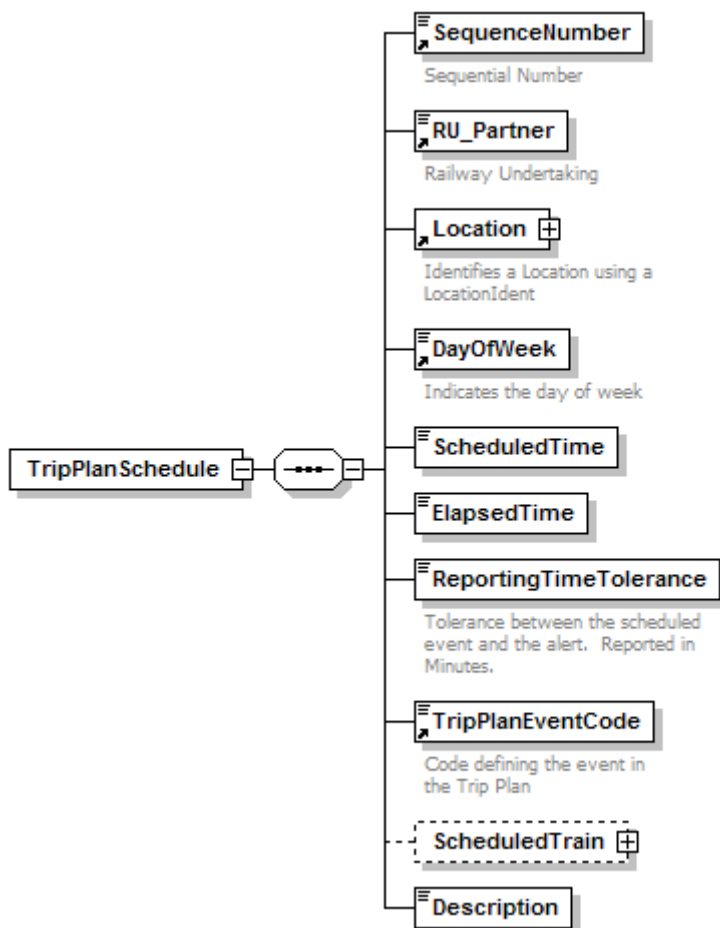 SequenceNumber
Sequential Number
RU_Partner
Railway Undertaking
Location
Identifies a Location using a
LocationIdent
DayOfWeek
Indicates the day of week
TripPlanSchedule
ScheduledTime
ElapsedTime
ReportingTimeTolerance
Tolerance between the scheduled
event and the alert.  Reported in
Minutes.
TripPlanEventCode
Code defining the event in
the Trip Plan
ScheduledTrain
Description